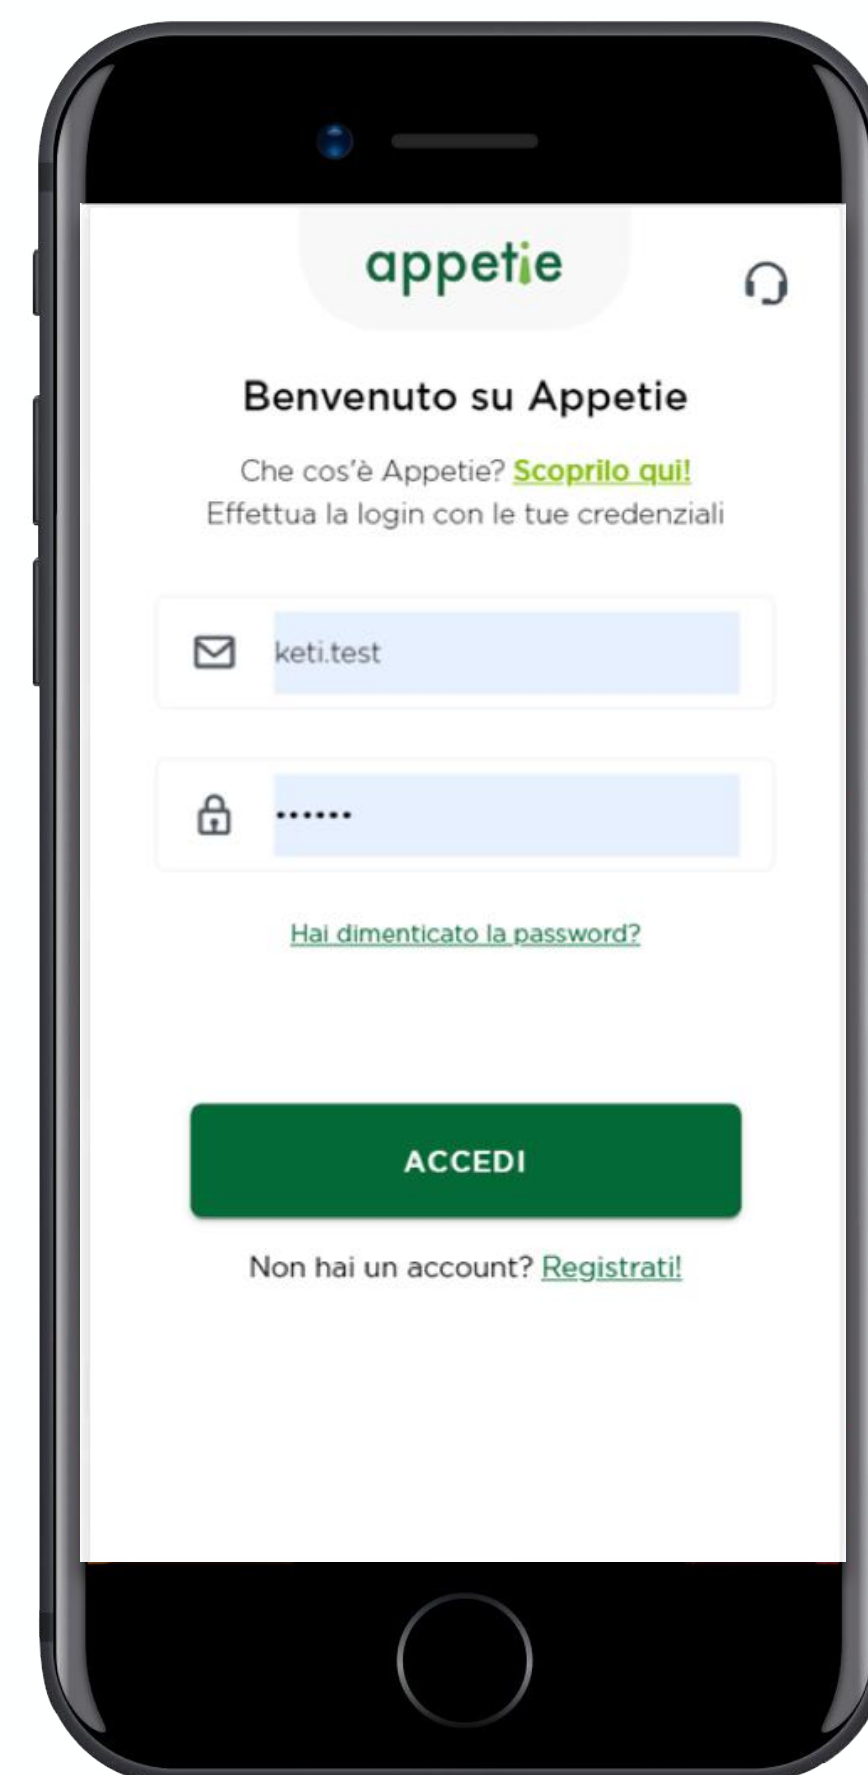 appetie
Benvenuto su Appetie
Che cos'è Appetie? Scoprilo qui!
Effettua la login con le tue credenziali
keti.test
••••••
Hai dimenticato la password?
ACCEDI
Non hai un account? Registrati!